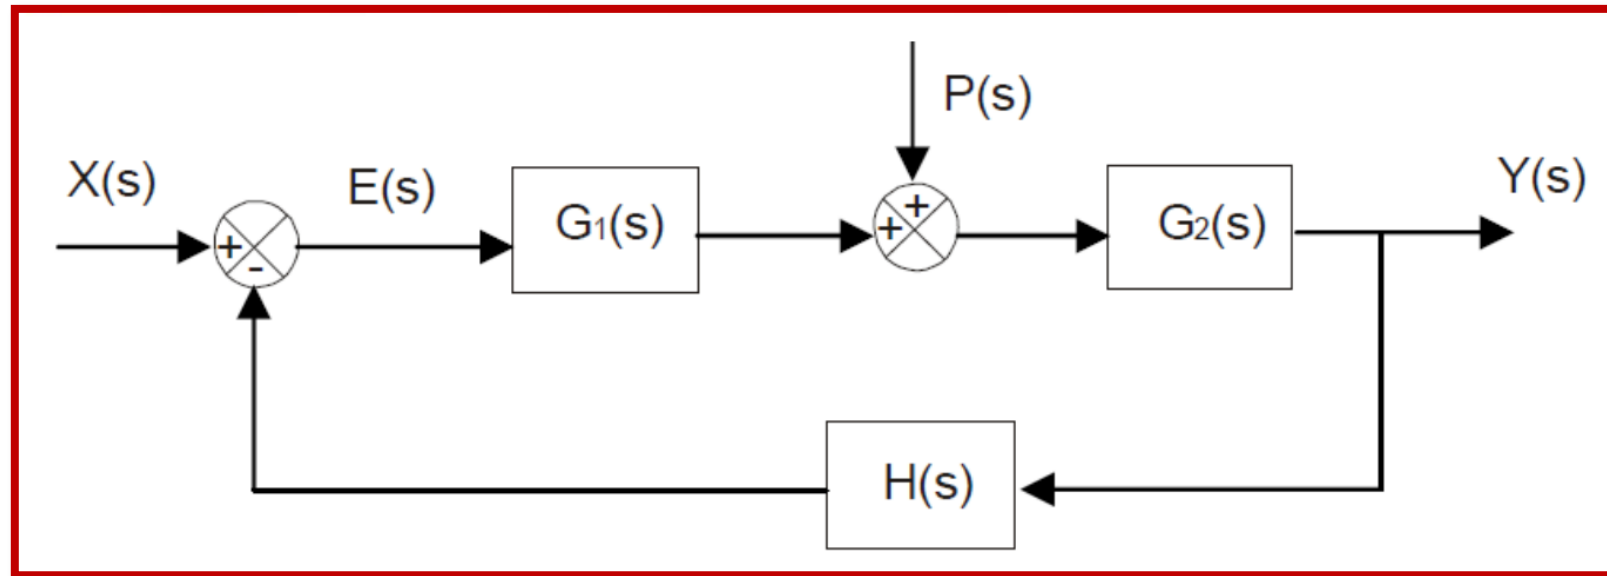 P(s)
X(s)
E(s)
G1(s)
G2(s)
Y(s)
+
-
+
+
H(s)